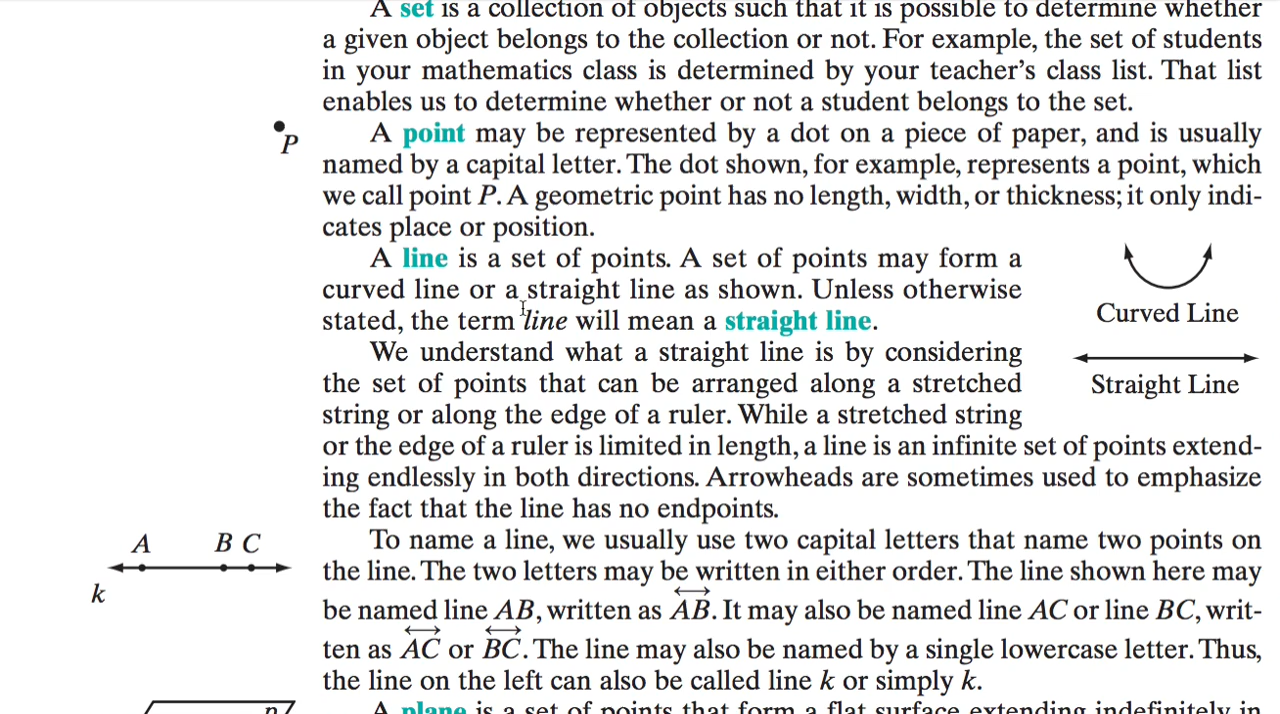 A set is a collection of objects such that it is possible to determine whether
a given object belongs to the collection or not. For example, the set of students
in your mathematics class is determined by your teacher’s class list. That list
enables us to determine whether or not a student belongs to the set.
P
A point may be represented by a dot on a piece of paper, and is usually
named by a capital letter. The dot shown, for example, represents a point, which
we call point P. A geometric point has no length, width, or thickness; it only indi-
cates place or position.
A line is a set of points. A set of points may form a
curved line or a straight line as shown. Unless otherwise
stated, the term line will mean a straight line.
Curved Line
We understand what a straight line is by considering
the set of points that can be arranged along a stretched
string or along the edge of a ruler. While a stretched string
Straight Line
or the edge of a ruler is limited in length, a line is an infinite set of points extend-
ing endlessly in both directions. Arrowheads are sometimes used to emphasize
the fact that the line has no endpoints.
A B C
k
To name a line, we usually use two capital letters that name two points on
the line. The two letters may be written in either order. The line shown here may
be named line AB, written as AB. It may also be named line AC or line BC, writ-
ten as AC or BC. The line may also be named by a single lowercase letter. Thus,
the line on the left can also be called line k or simply k.
A plane is a set of points that form a flat surface extending indefinitely in